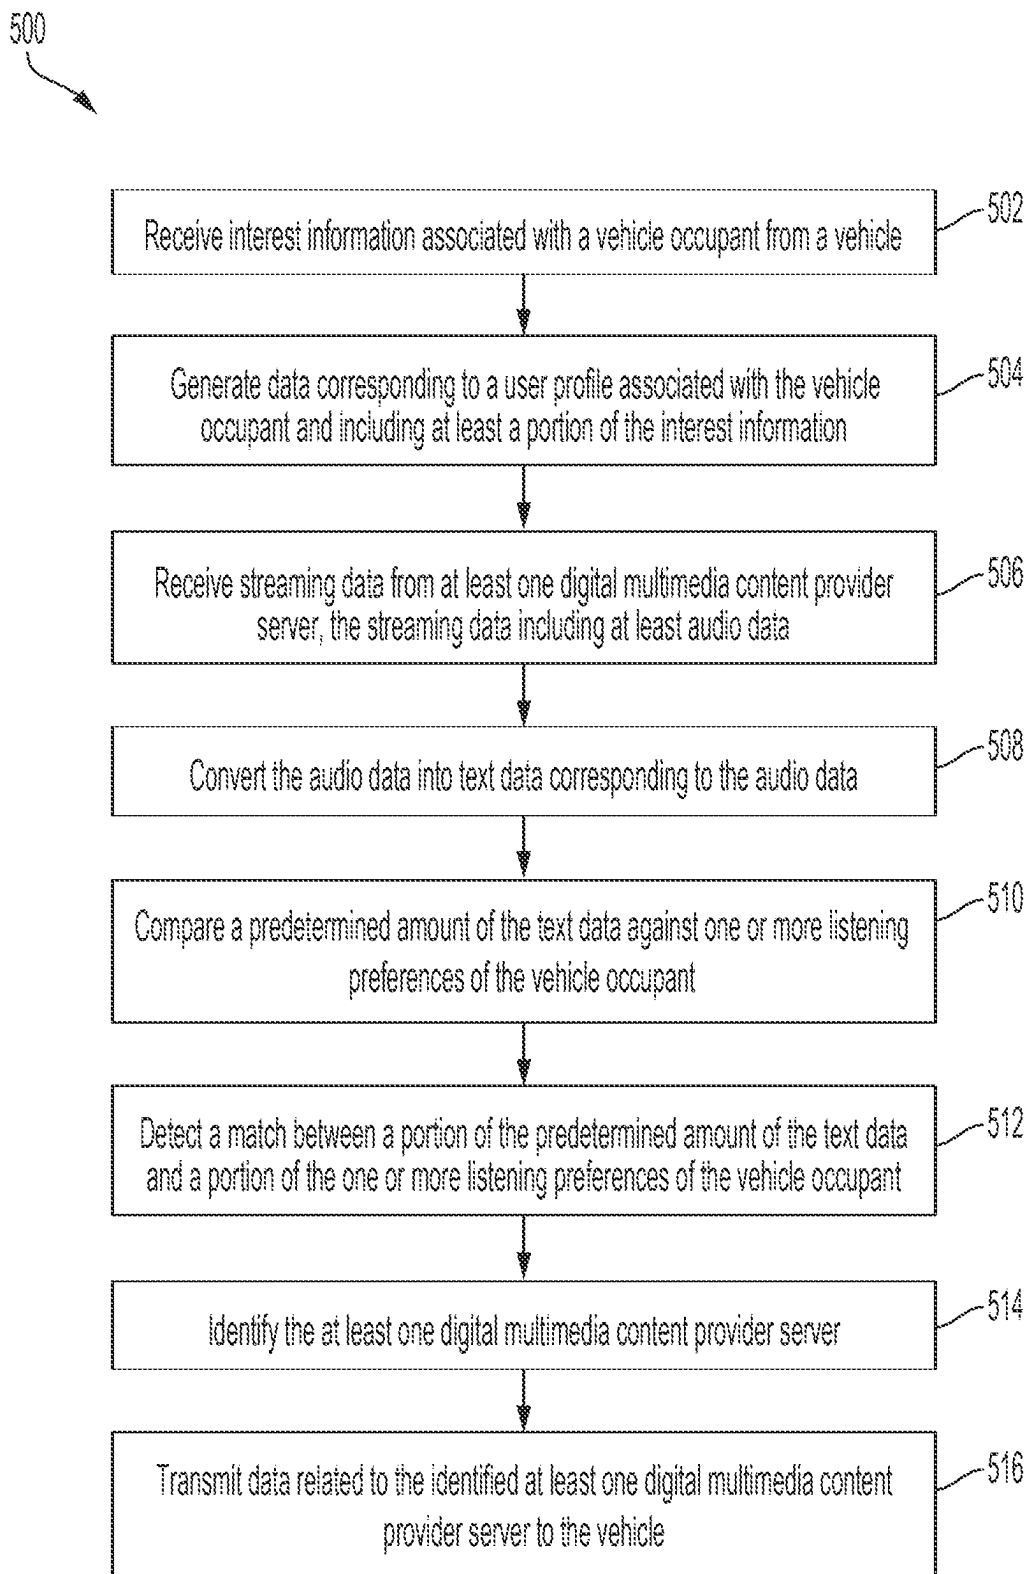 500
Receive interest information associated with a vehicle occupant from a vehicle
502
Generate data corresponding to a user profile associated with the vehicle
occupant and including at least a portion of the interest information
504
Receive streaming data from at least one digital multimedia content provider
server, the streaming data including at least audio data
506
Convert the audio data into text data corresponding to the audio data
508
Compare a predetermined amount of the text data against one or more listening
preferences of the vehicle occupant
510
Detect a match between a portion of the predetermined amount of the text data
and a portion of the one or more listening preferences of the vehicle occupant
512
Identify the at least one digital multimedia content provider server
514
Transmit data related to the identified at least one digital multimedia content
provider server to the vehicle
516